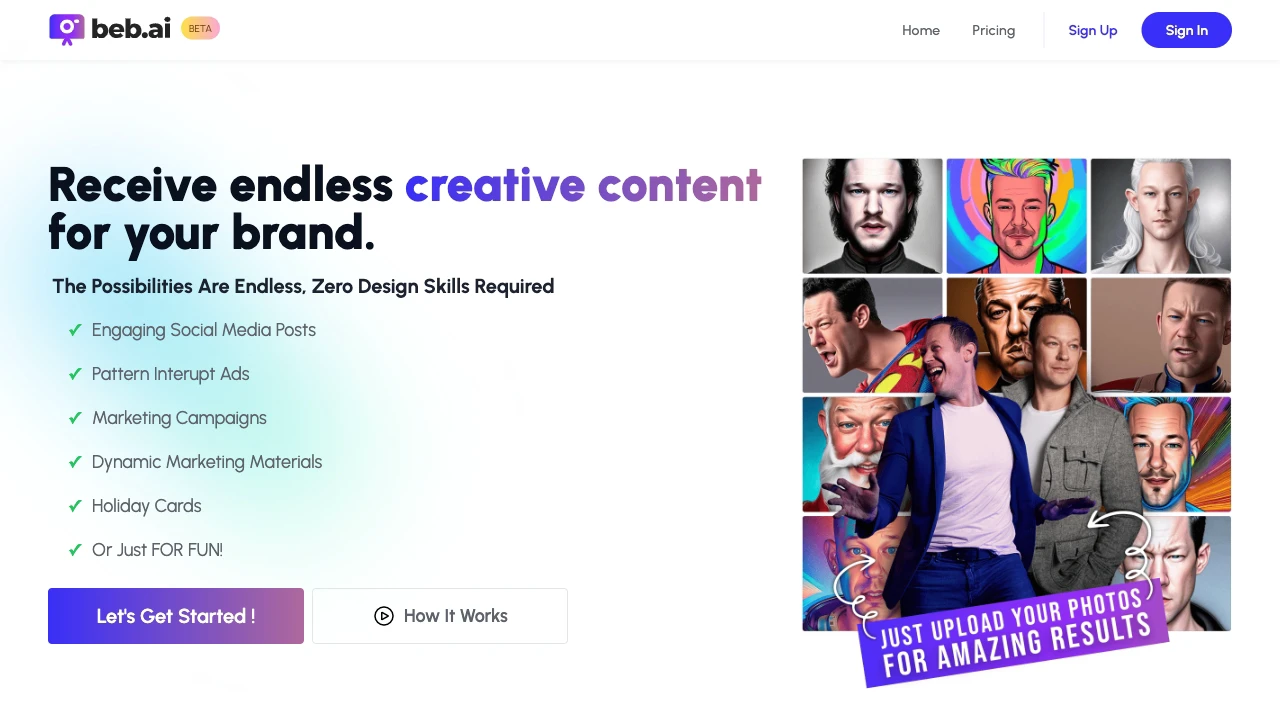 beb.ai BETA
Home Pricing Sign Up Sign In
Receive endless creative content
for your brand.
The Possibilities Are Endless, Zero Design Skills Required
✔ Engaging Social Media Posts
✔ Pattern Interupt Ads
✔ Marketing Campaigns
✔ Dynamic Marketing Materials
✔ Holiday Cards
✔ Or Just FOR FUN!
Let's Get Started !
How It Works
JUST UPLOAD YOUR PHOTOS
FOR AMAZING RESULTS